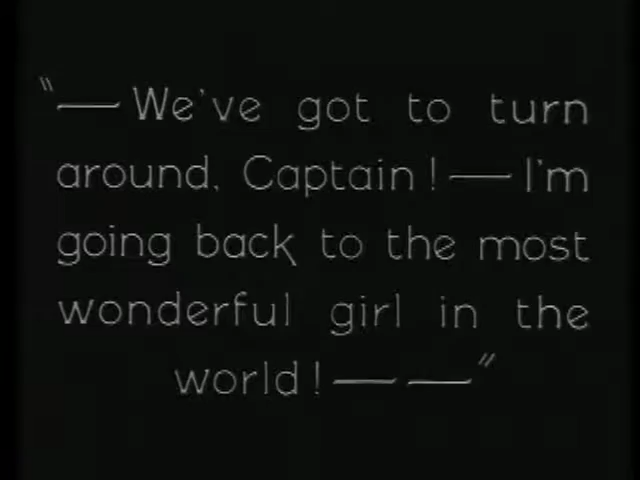 "— We've got to turn
around, Captain! — I'm
going back to the most
wonderful girl in the
world! — — "